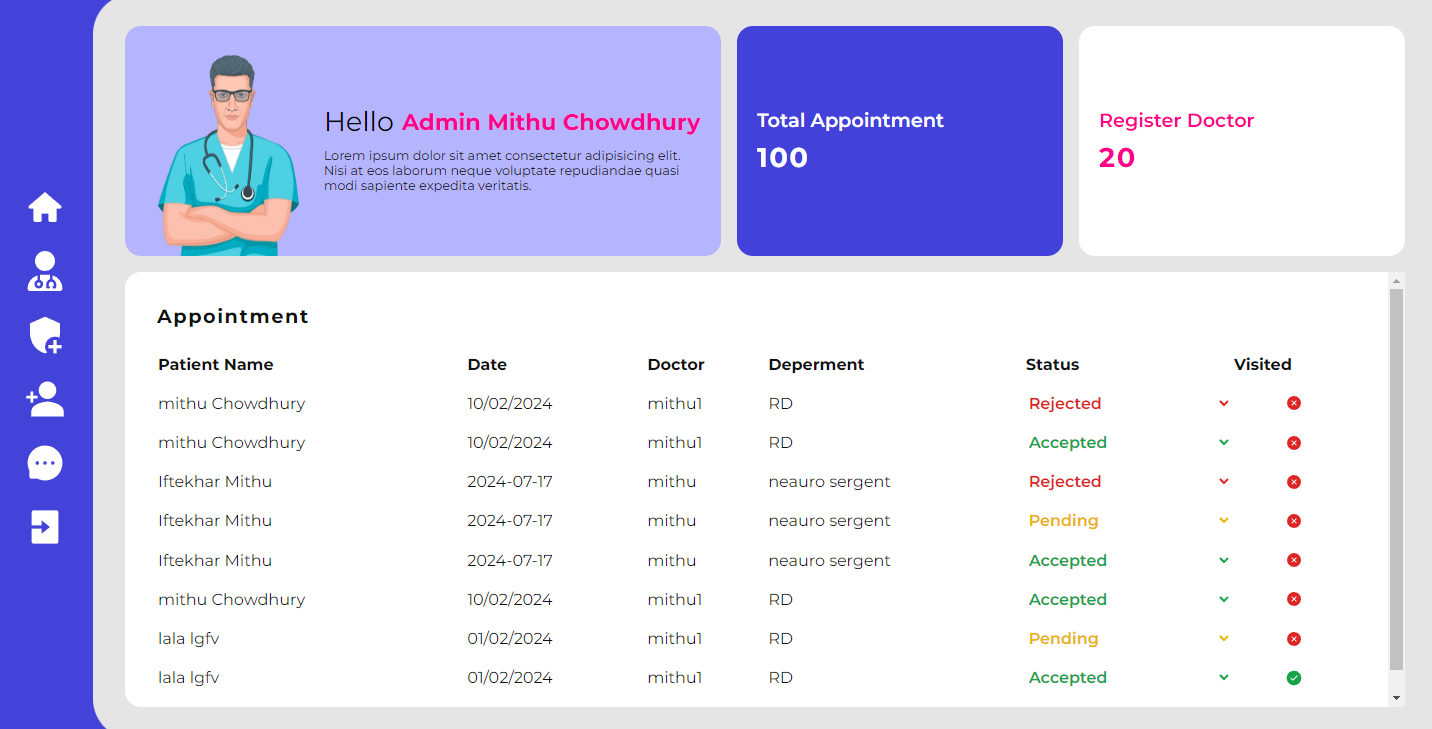 Hello Admin Mithu Chowdhury
Lorem ipsum dolor sit amet consectetur adipisicing elit.
Nisi at eos laborum neque voluptate repudiandae quasi
modi sapiente expedita veritatis.
Total Appointment
100
Register Doctor
20
Appointment
Patient Name Date Doctor Deperment Status Visited
mithu Chowdhury 10/02/2024 mithu1 RD Rejected
mithu Chowdhury 10/02/2024 mithu1 RD Accepted
Iftekhar Mithu 2024-07-17 mithu neauro sergent Rejected
Iftekhar Mithu 2024-07-17 mithu neauro sergent Pending
Iftekhar Mithu 2024-07-17 mithu neauro sergent Accepted
mithu Chowdhury 10/02/2024 mithu1 RD Accepted
lala lgfv 01/02/2024 mithu1 RD Pending
lala lgfv 01/02/2024 mithu1 RD Accepted